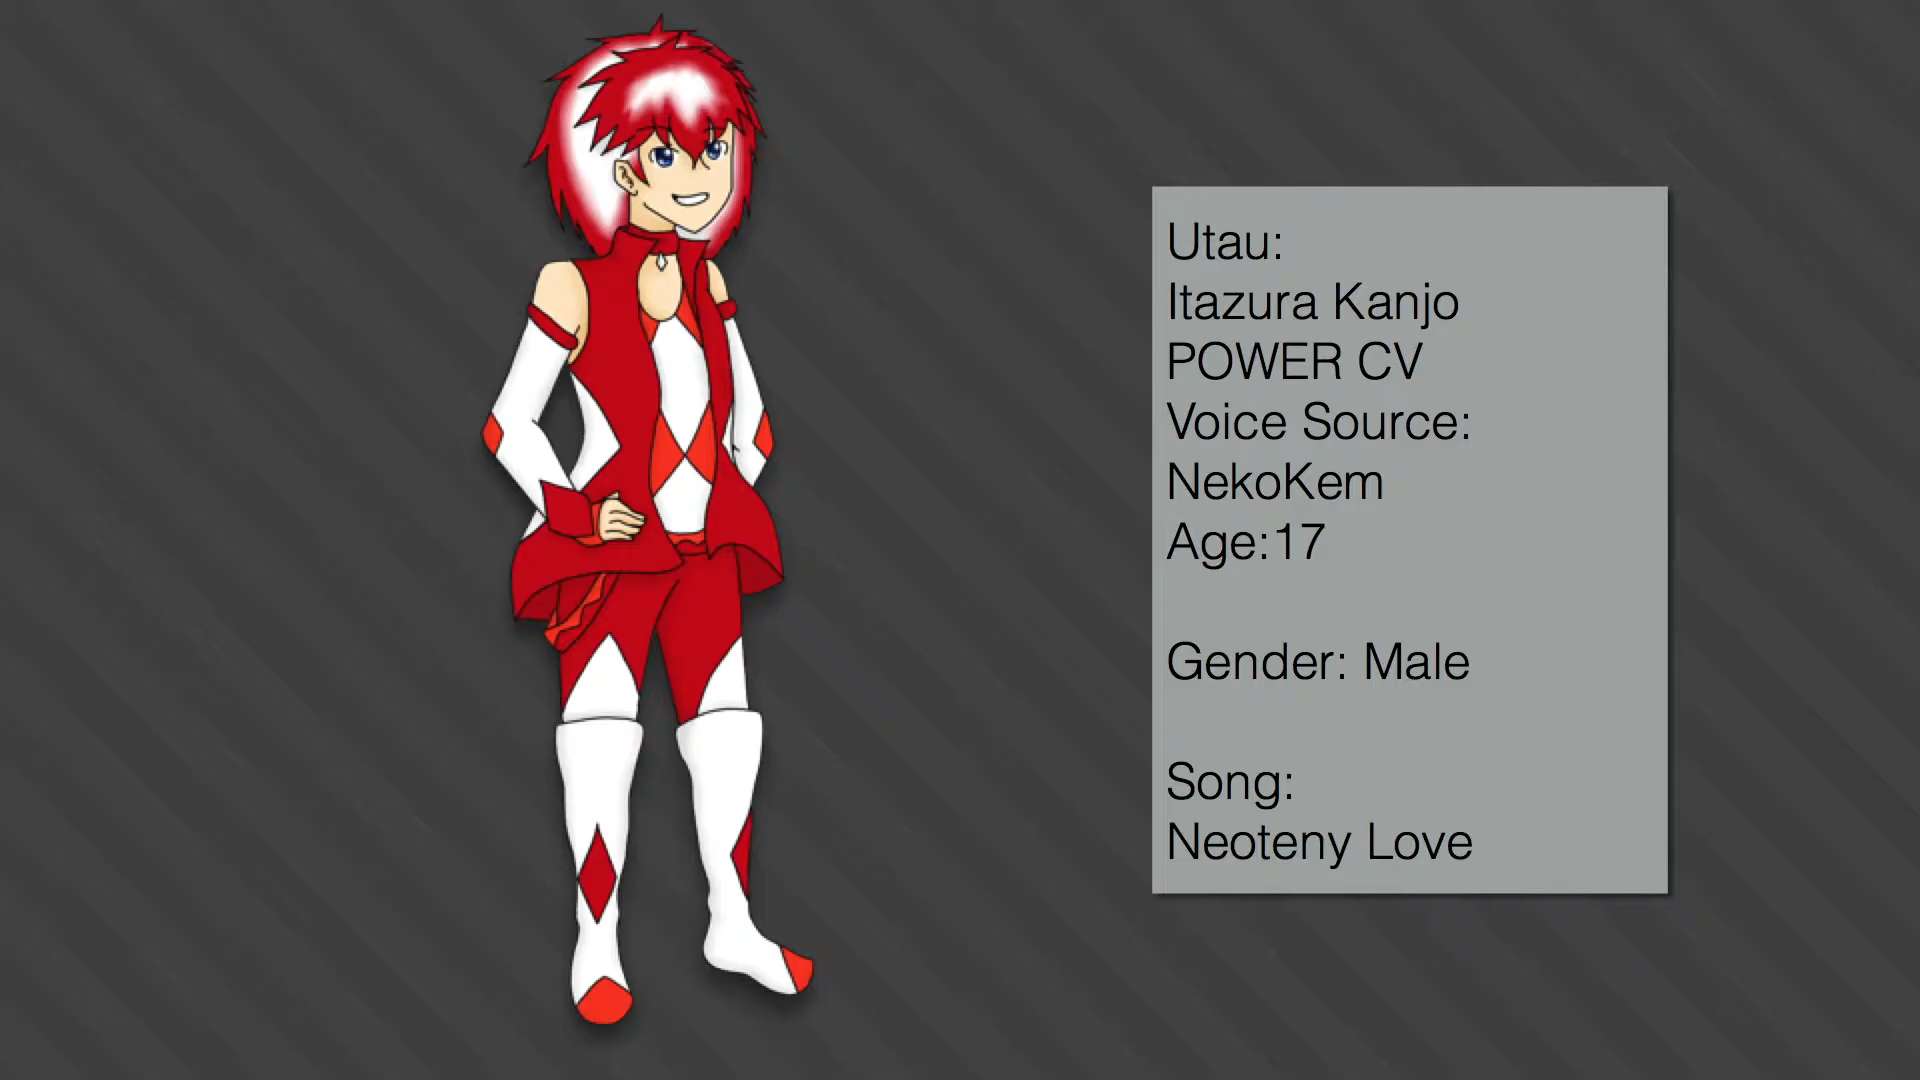 Utau:
Itazura Kanjo
POWER CV
Voice Source:
NekoKem
Age:17
Gender: Male
Song:
Neoteny Love